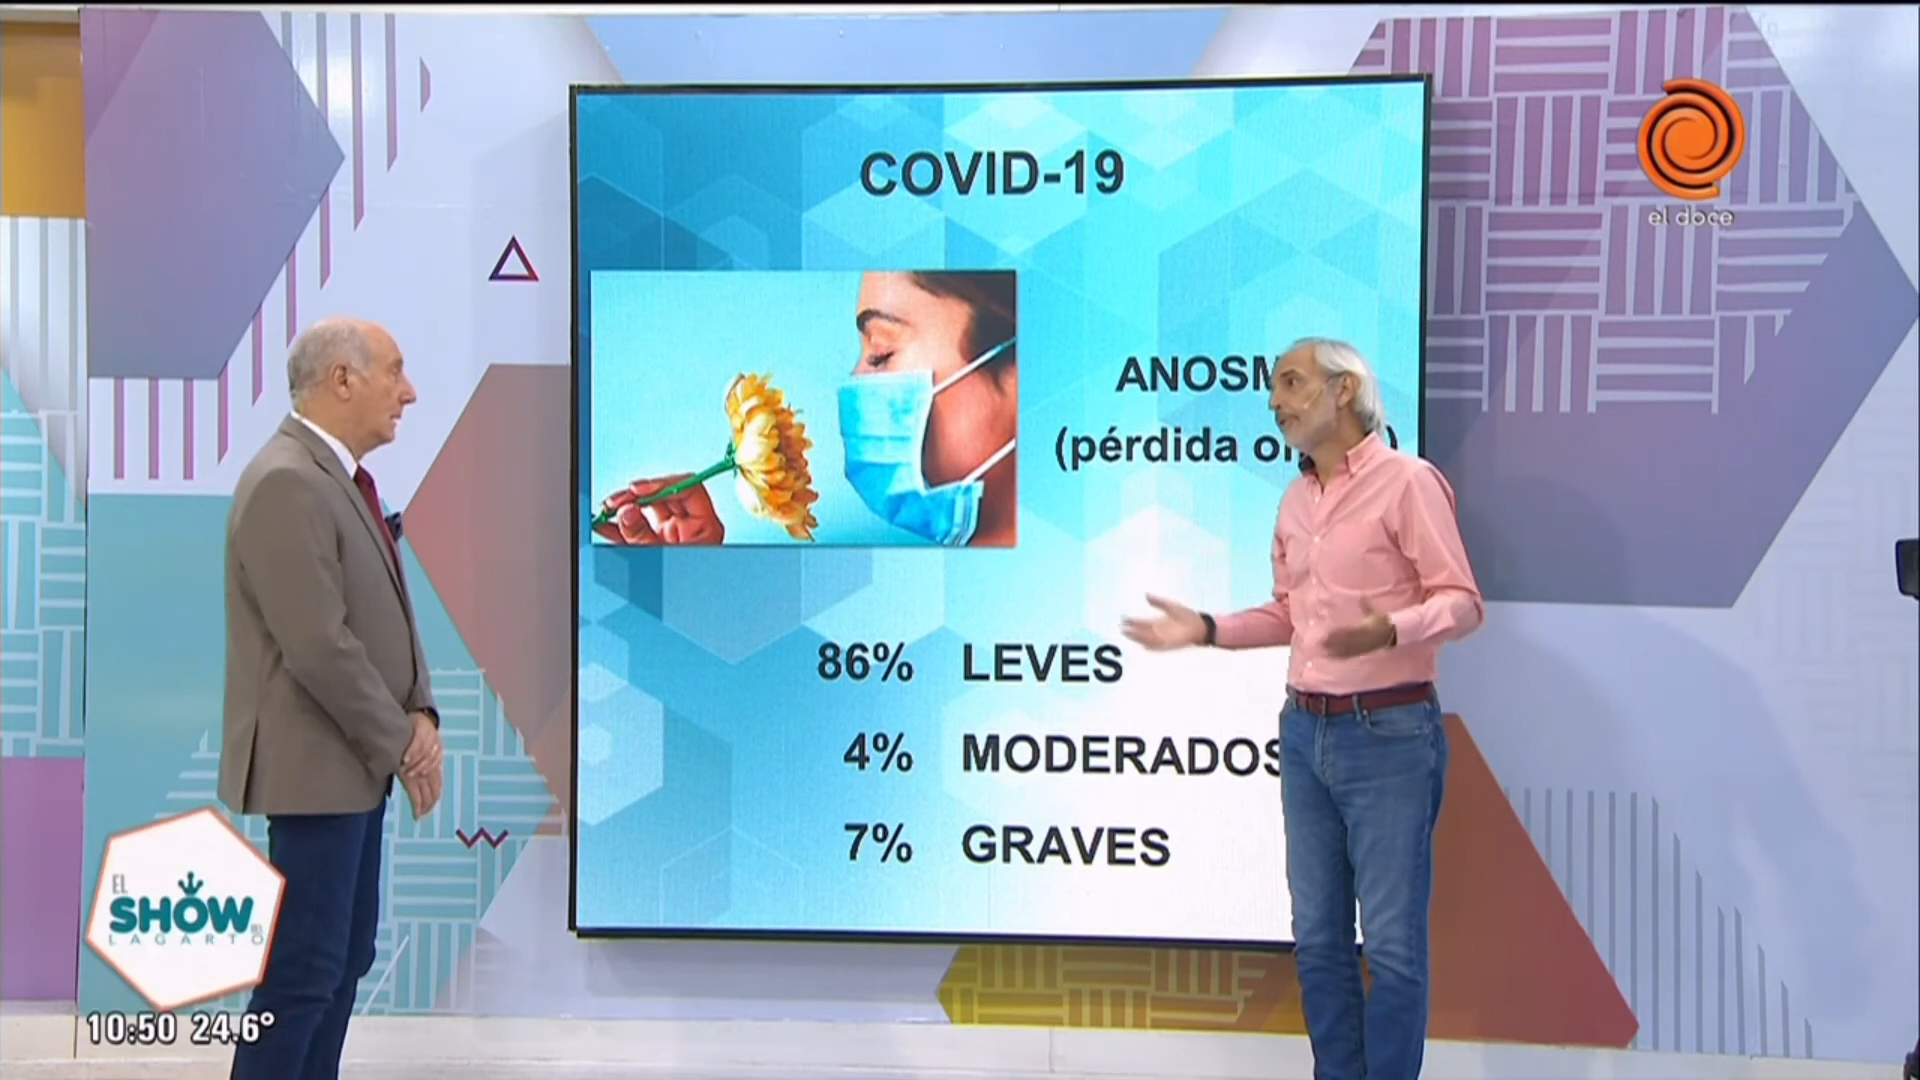 COVID-19
el doce
ANOSM
(pérdida
86% LEVES
4% MODERADOS
7% GRAVES
EL
SHOW
DEL
LAGARTO
10:50 24.6°